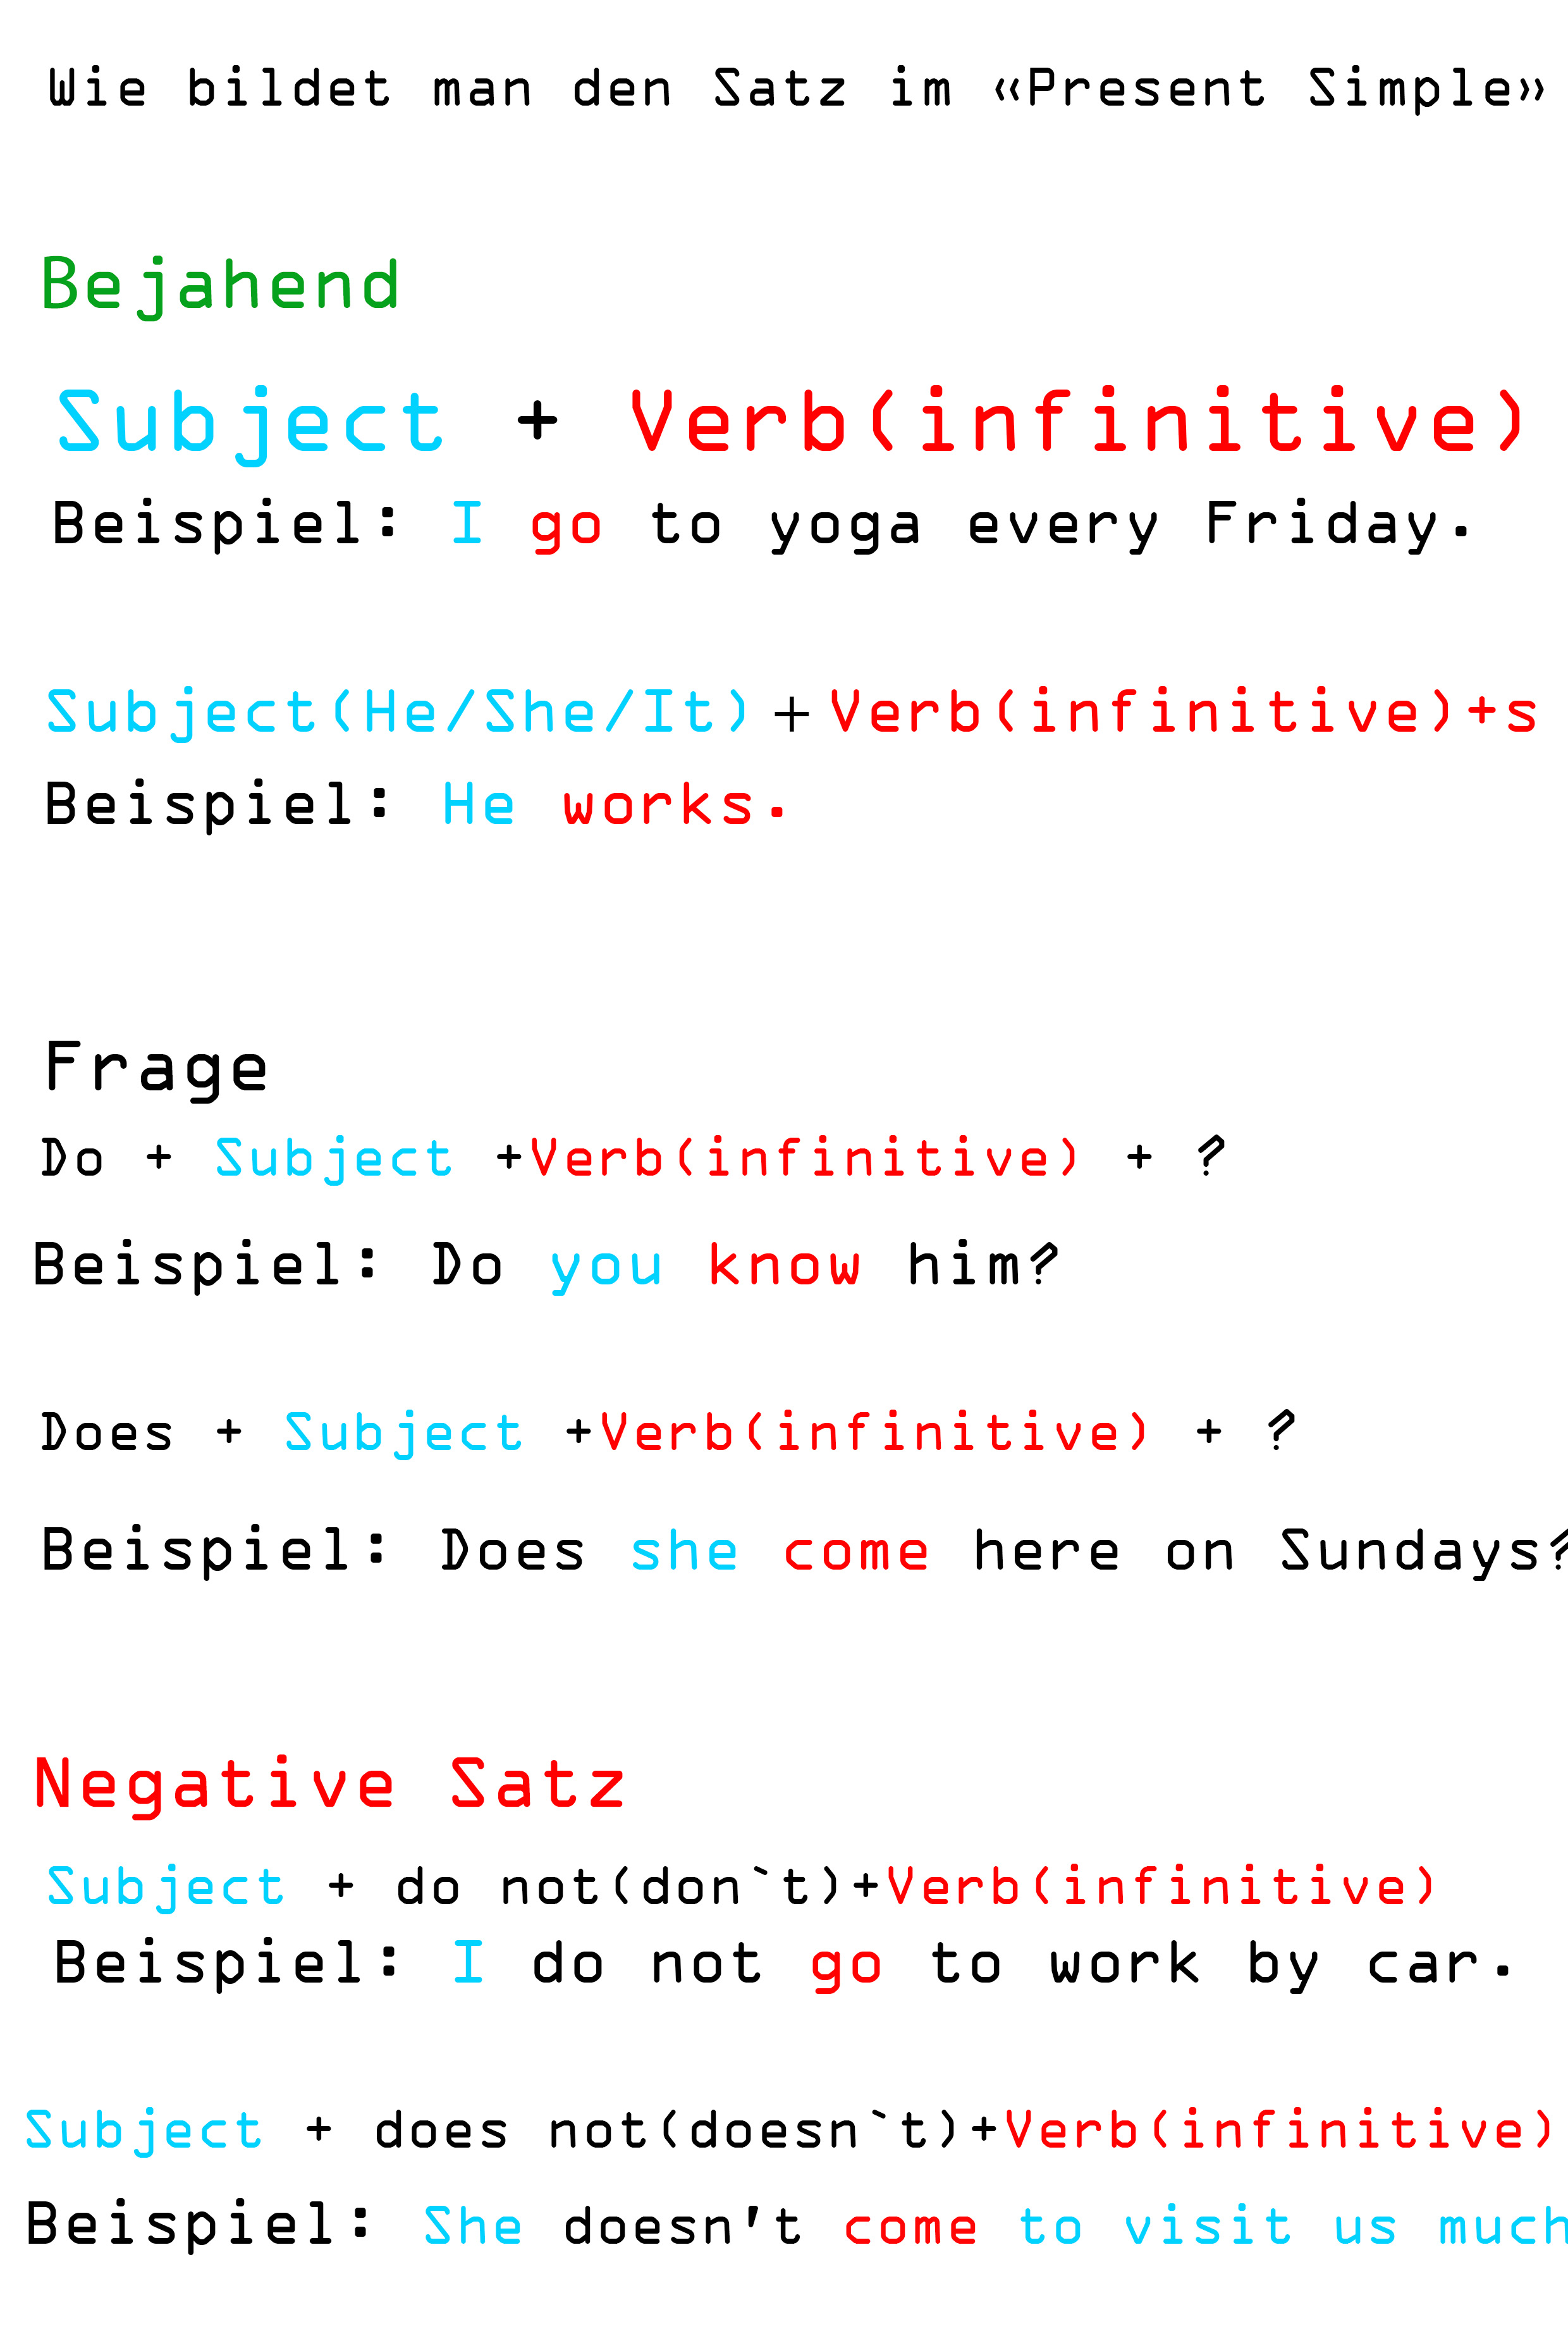 Wie bildet man den Satz im «Present Simple»
Bejahend
Subject + Verb(infinitive)
Beispiel: I go to yoga every Friday.
Subject(He/She/It) + Verb(infinitive)+s
Beispiel: He works.
Frage
Do + Subject +Verb(infinitive) + ?
Beispiel: Do you know him?
Does + Subject +Verb(infinitive) + ?
Beispiel: Does she come here on Sundays?
Negative Satz
Subject + do not(don`t)+Verb(infinitive)
Beispiel: I do not go to work by car.
Subject + does not(doesn`t)+Verb(infinitive)
Beispiel: She doesn't come to visit us much